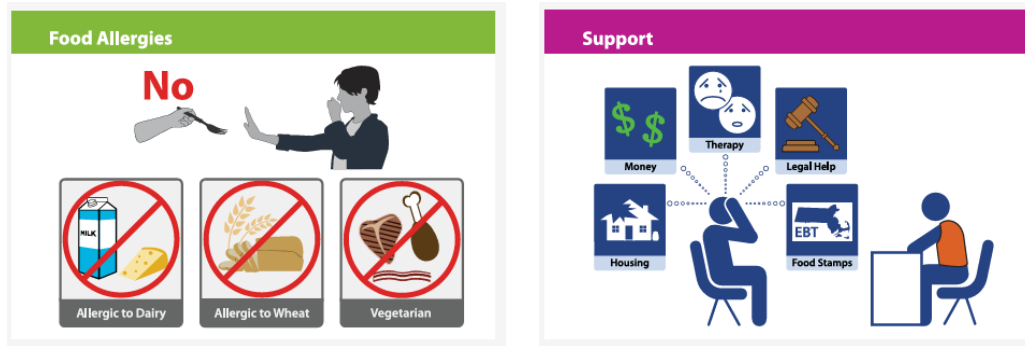 Food Allergies
No
MILK
Allergic to Dairy
Allergic to Wheat
Vegetarian
Support
$ $
Money
Therapy
Legal Help
Housing
EBT
Food Stamps